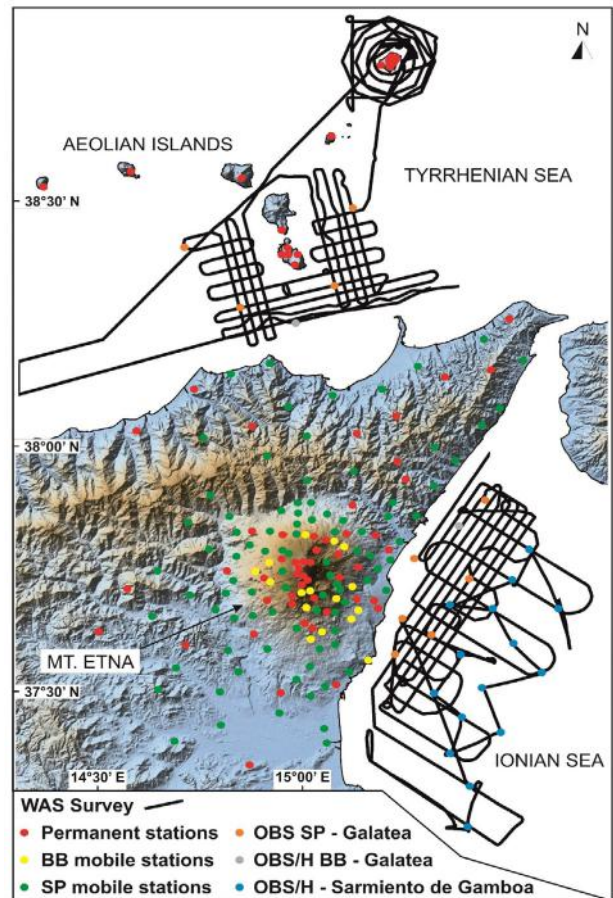 N
AEOLIAN ISLANDS
TYRRHENIAN SEA
38°30' N
38°00' N
MT. ETNA
37°30' N
14°30' E
15°00' E
IONIAN SEA
WAS Survey
Permanent stations
OBS SP - Galatea
BB mobile stations
OBS/H BB - Galatea
SP mobile stations
OBS/H - Sarmiento de Gamboa